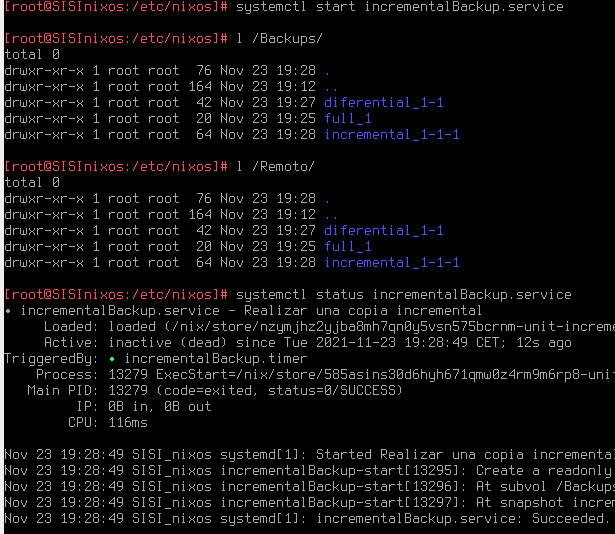 [root@SISInixos:/etc/nixos]# systemctl start incrementalBackup.service
[root@SISInixos:/etc/nixos]# l /Backups/
total 0
drwxr-xr-x 1 root root  76 Nov 23 19:28 .
drwxr-xr-x 1 root root 164 Nov 23 19:12 ..
drwxr-xr-x 1 root root  42 Nov 23 19:27 diferential_1-1
drwxr-xr-x 1 root root  20 Nov 23 19:25 full_1
drwxr-xr-x 1 root root  64 Nov 23 19:28 incremental_1-1-1
[root@SISInixos:/etc/nixos]# l /Remoto/
total 0
drwxr-xr-x 1 root root  76 Nov 23 19:28 .
drwxr-xr-x 1 root root 164 Nov 23 19:12 ..
drwxr-xr-x 1 root root  42 Nov 23 19:27 diferential_1-1
drwxr-xr-x 1 root root  20 Nov 23 19:25 full_1
drwxr-xr-x 1 root root  64 Nov 23 19:28 incremental_1-1-1
[root@SISInixos:/etc/nixos]# systemctl status incrementalBackup.service
• incrementalBackup.service - Realizar una copia incremental
Loaded: loaded (/nix/store/nzymjhz2yjba8mh7qn0y5vsn575bcrnm-unit-increme
Active: inactive (dead) since Tue 2021-11-23 19:28:49 CET; 12s ago
TriggeredBy: • incrementalBackup.timer
Process: 13279 ExecStart=/nix/store/585asins30d6hyh671qmw0z4rm9m6rp8-unit
Main PID: 13279 (code=exited, status=0/SUCCESS)
IP: 0B in, 0B out
CPU: 116ms
Nov 23 19:28:49 SISI_nixos systemd[1]: Started Realizar una copia incremental
Nov 23 19:28:49 SISI_nixos incrementalBackup-start[13295]: Create a readonly
Nov 23 19:28:49 SISI_nixos incrementalBackup-start[13296]: At subvol /Backups
Nov 23 19:28:49 SISI_nixos incrementalBackup-start[13297]: At snapshot increm
Nov 23 19:28:49 SISI_nixos systemd[1]: incrementalBackup.service: Succeeded.